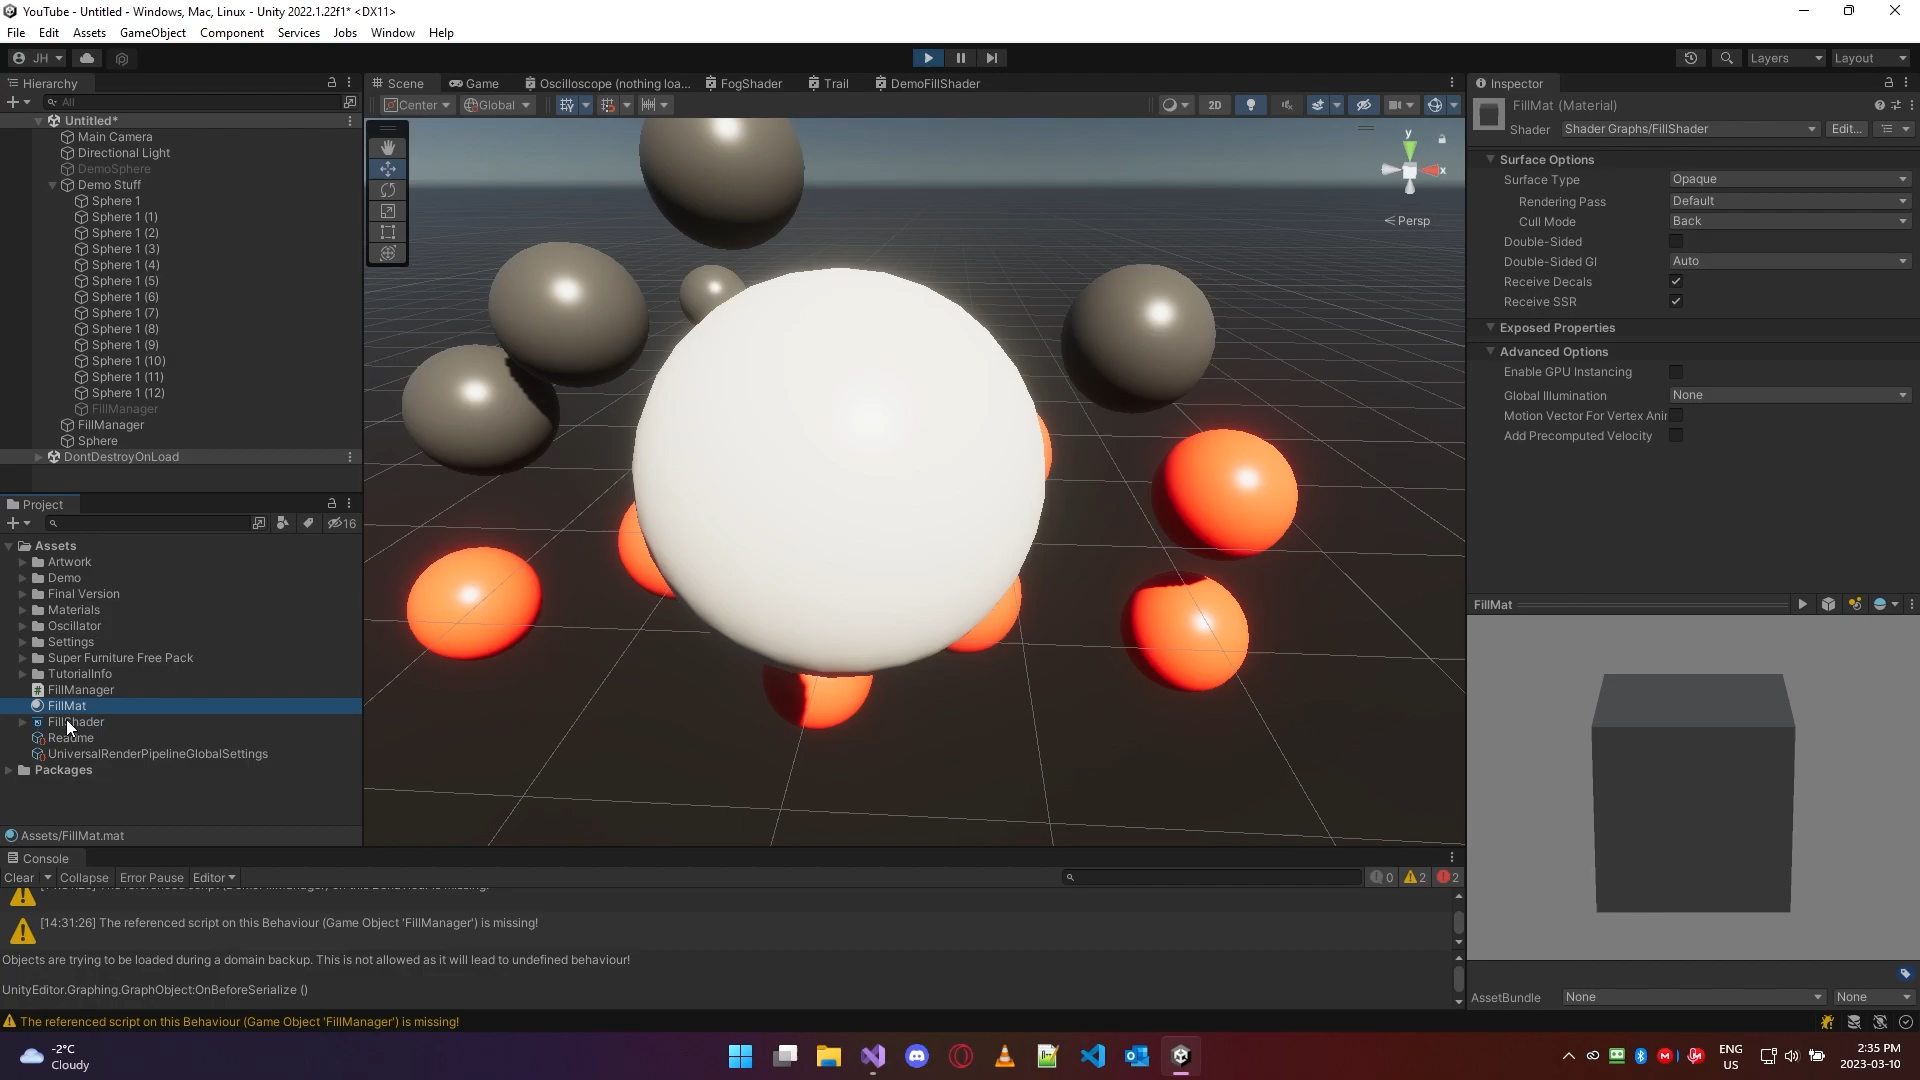 YouTube - Untitled - Windows, Mac, Linux - Unity 2022.1.22f1* <DX11>
File Edit Assets GameObject Component Services Jobs Window Help
JH Layers Layout
Hierarchy
All
Untitled*
Main Camera
Directional Light
DemoSphere
Demo Stuff
Sphere 1
Sphere 1 (1)
Sphere 1 (2)
Sphere 1 (3)
Sphere 1 (4)
Sphere 1 (5)
Sphere 1 (6)
Sphere 1 (7)
Sphere 1 (8)
Sphere 1 (9)
Sphere 1 (10)
Sphere 1 (11)
Sphere 1 (12)
FillManager
FillManager
Sphere
DontDestroyOnLoad
Scene Game Oscilloscope (nothing loa... FogShader Trail DemoFillShader
Center Global 2D
y
x
Persp
Inspector
FillMat (Material)
Shader Shader Graphs/FillShader Edit...
Surface Options
Surface Type Opaque
Rendering Pass Default
Cull Mode Back
Double-Sided
Double-Sided GI Auto
Receive Decals
Receive SSR
Exposed Properties
Advanced Options
Enable GPU Instancing
Global Illumination None
Motion Vector For Vertex Anir
Add Precomputed Velocity
Project
16
Assets
Artwork
Demo
Final Version
Materials
Oscillator
Settings
Super Furniture Free Pack
TutorialInfo
FillManager
FillMat
FillShader
Readme
UniversalRenderPipelineGlobalSettings
Packages
Assets/FillMat.mat
FillMat
AssetBundle None None
Console
Clear Collapse Error Pause Editor 0 2 2
[14:31:26] The referenced script on this Behaviour (Game Object 'FillManager') is missing!
Objects are trying to be loaded during a domain backup. This is not allowed as it will lead to undefined behaviour!
UnityEditor.Graphing.GraphObject:OnBeforeSerialize ()
The referenced script on this Behaviour (Game Object 'FillManager') is missing!
-2°C
Cloudy
ENG
US
2:35 PM
2023-03-10